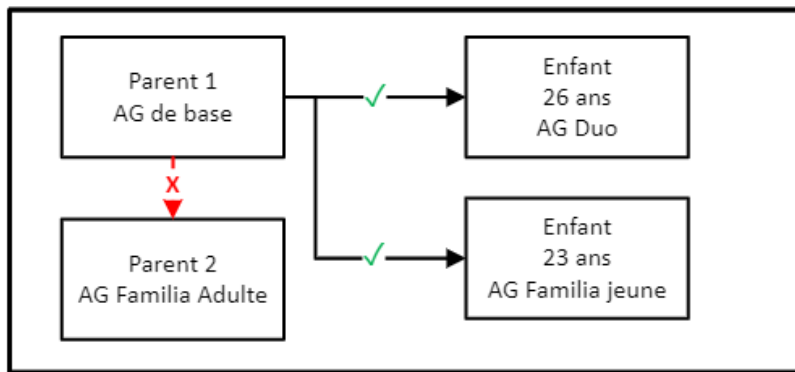 Parent 1
AG de base
Enfant
26 ans
AG Duo
X
Parent 2
AG Familia Adulte
Enfant
23 ans
AG Familia jeune